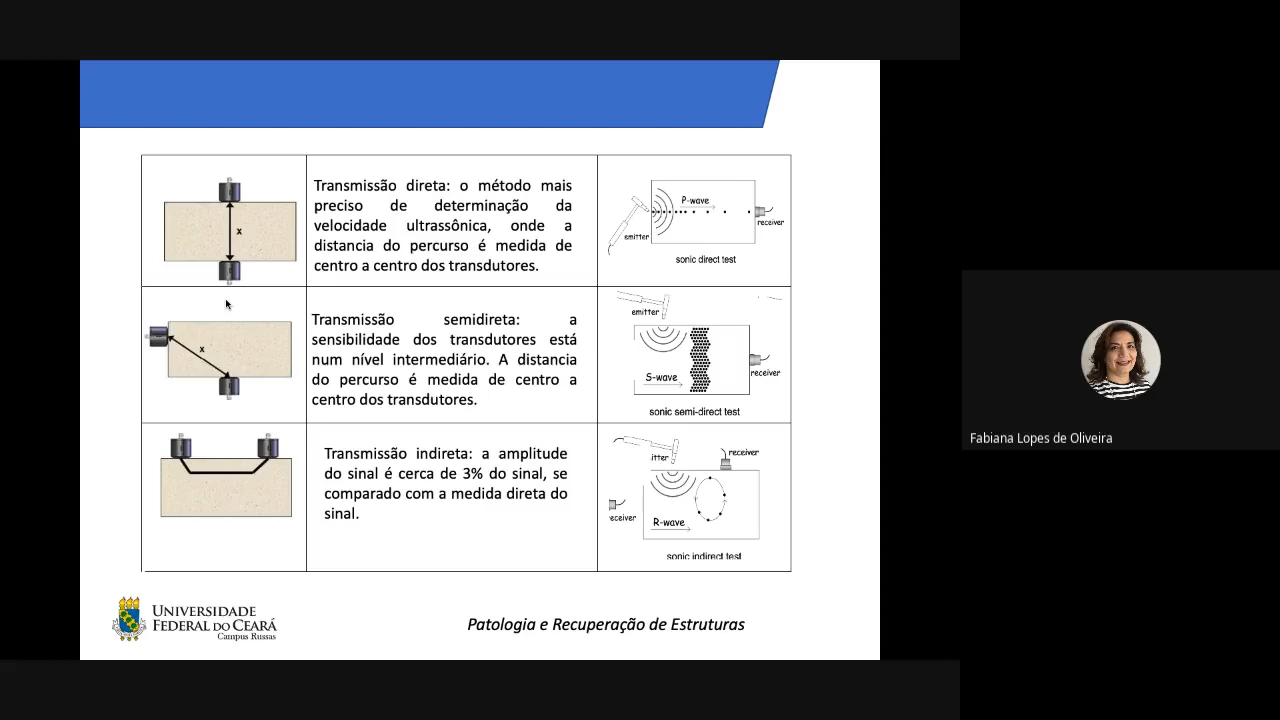 x
Transmissão direta: o método mais
preciso de determinação da
velocidade ultrassônica, onde a
distancia do percurso é medida de
centro a centro dos transdutores.
P-wave
emitter
receiver
sonic direct test
x
Transmissão semidireta: a
sensibilidade dos transdutores está
num nível intermediário. A distancia
do percurso é medida de centro a
centro dos transdutores.
emitter
S-wave
receiver
sonic semi-direct test
Transmissão indireta: a amplitude
do sinal é cerca de 3% do sinal, se
comparado com a medida direta do
sinal.
itter
receiver
eceiver
R-wave
sonic indirect test
UNIVERSIDADE
FEDERAL DO CEARÁ
Campus Russas
Patologia e Recuperação de Estruturas
Fabiana Lopes de Oliveira